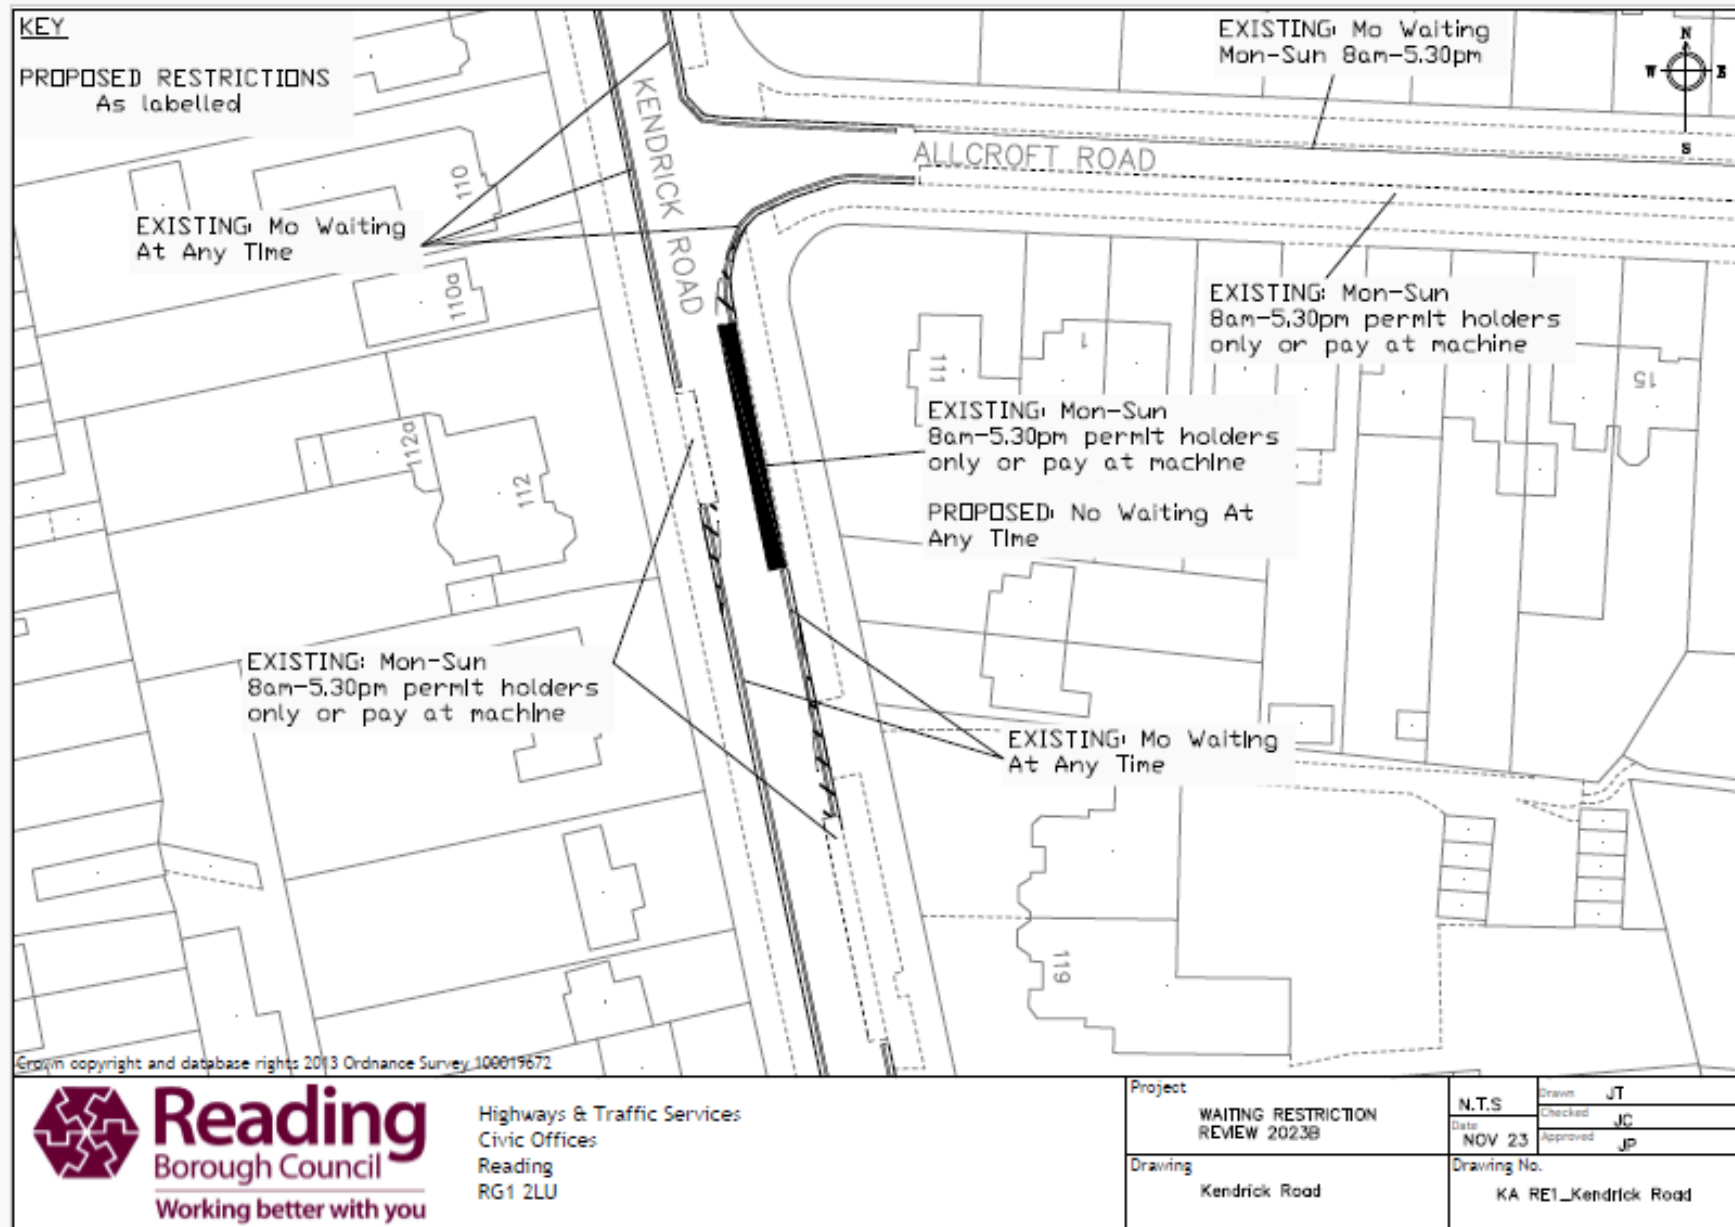 KEY
PROPOSED RESTRICTIONS
As labelled
EXISTING: Mo Waiting
Mon-Sun 8am-5.30pm
N
W
E
S
KENDRICK ROAD
ALLCROFT ROAD
110
EXISTING: Mo Waiting
At Any Time
110a
EXISTING: Mon-Sun
8am-5.30pm permit holders
only or pay at machine
111
1
15
EXISTING: Mon-Sun
8am-5.30pm permit holders
only or pay at machine
PROPOSED: No Waiting At
Any Time
112a
112
EXISTING: Mon-Sun
8am-5.30pm permit holders
only or pay at machine
EXISTING: Mo Waiting
At Any Time
119
Crown copyright and database rights 2013 Ordnance Survey 100019672
Reading
Borough Council
Working better with you
Highways & Traffic Services
Civic Offices
Reading
RG1 2LU
Project
WAITING RESTRICTION
REVIEW 2023B
Drawing
Kendrick Road
N.T.S
Date
NOV 23
Drawn JT
Checked JC
Approved JP
Drawing No.
KA RE1_Kendrick Road